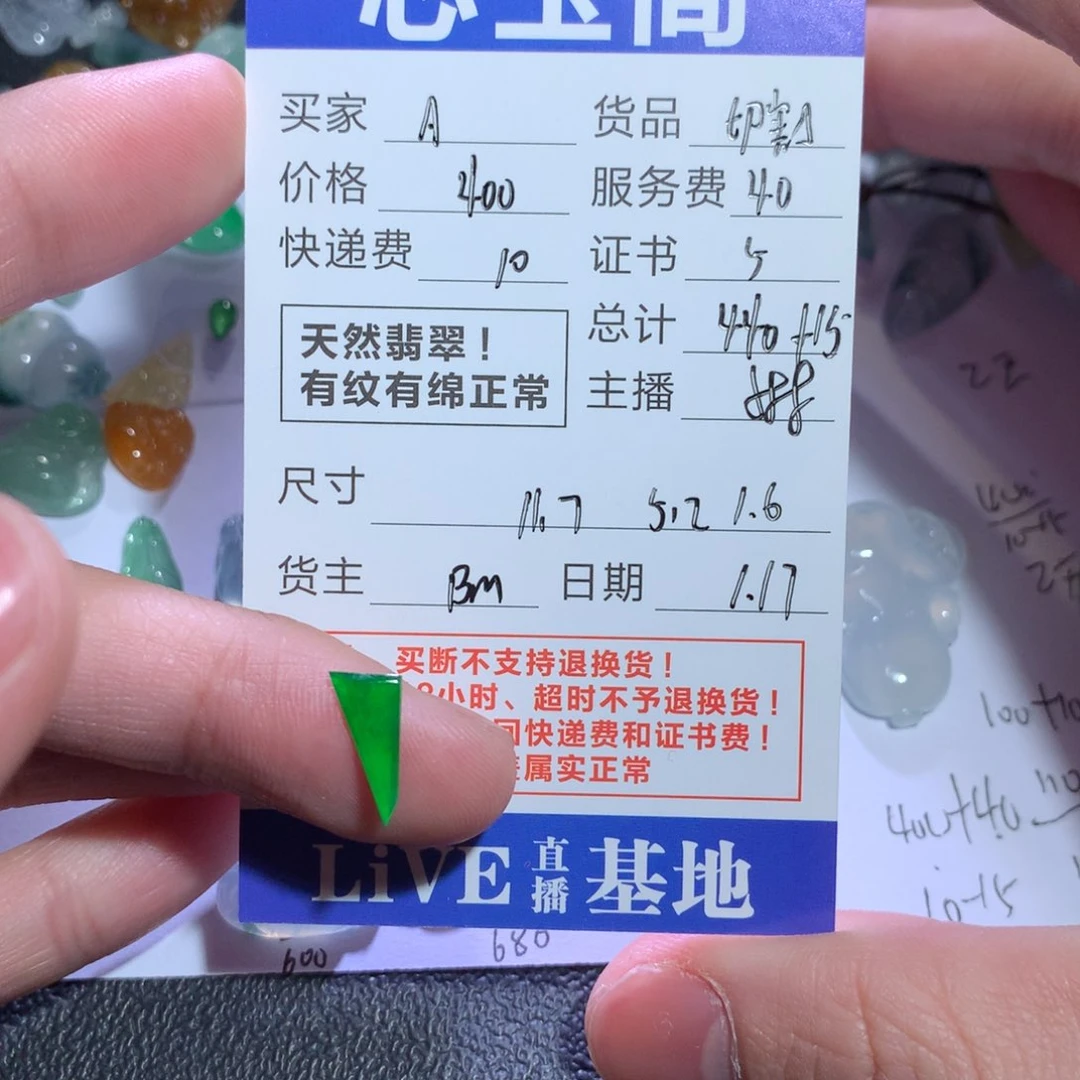 买家 A 货品 切割A
价格 400 服务费 40
快递费 10 证书 5
天然翡翠！
有纹有绵正常
总计 440+15
主播 888
尺寸 11.7 5.2 1.6
货主 BM 日期 1.17
买断不支持退换货！
8小时、超时不予退换货！
回快递费和证书费！
属实正常
LiVE 直播 基地
600 680
400+40
10+15